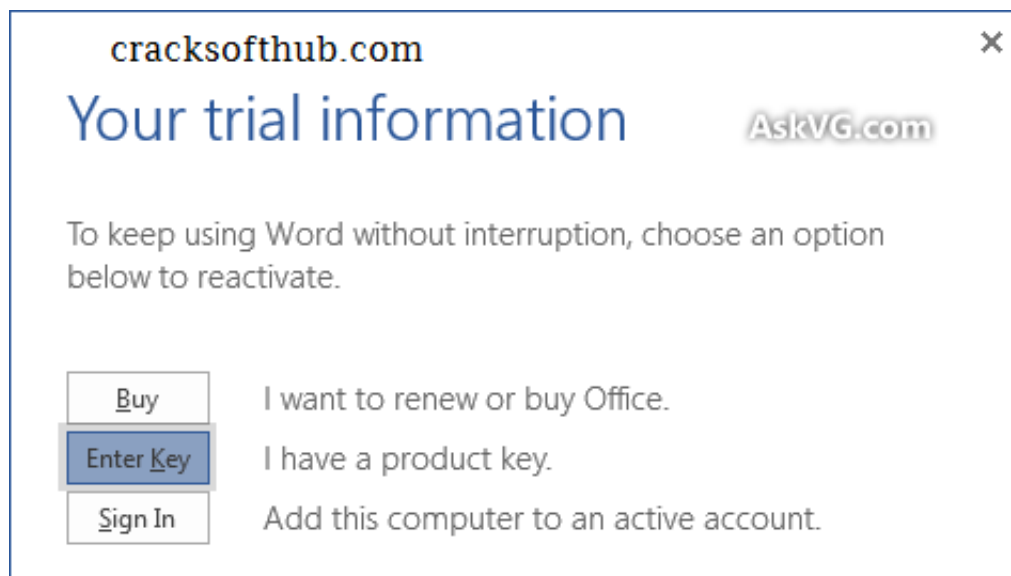 cracksofthub.com
Your trial information
AskVG.com
To keep using Word without interruption, choose an option
below to reactivate.
Buy I want to renew or buy Office.
Enter Key I have a product key.
Sign In Add this computer to an active account.